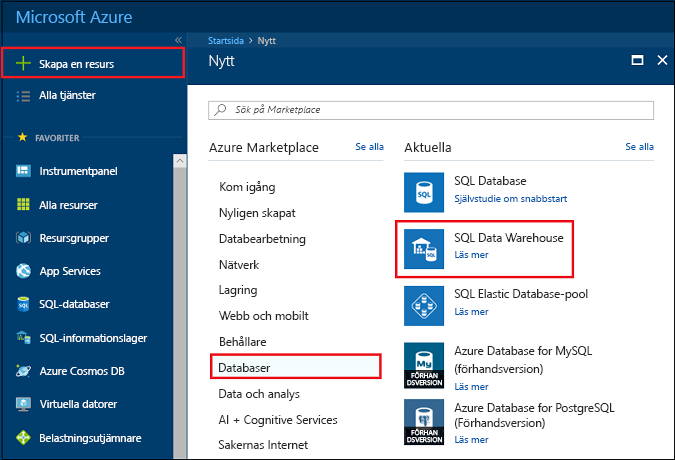 Microsoft Azure
«
Skapa en resurs
Alla tjänster
FAVORITER
Instrumentpanel
Alla resurser
Resursgrupper
App Services
SQL-databaser
SQL-informationslager
Azure Cosmos DB
Virtuella datorer
Belastningsutjämnare
Startsida > Nytt
Nytt
Sök på Marketplace
Azure Marketplace
Se alla
Kom igång
Nyligen skapat
Databearbetning
Nätverk
Lagring
Webb och mobilt
Behållare
Databaser
Data och analys
AI + Cognitive Services
Sakernas Internet
Aktuella
Se alla
SQL
SQL Database
Självstudie om snabbstart
SQL Data Warehouse
Läs mer
SQL Elastic Database-pool
Läs mer
My
FÖRHAN
DSVERSION
Azure Database for MySQL
(förhandsversion)
Läs mer
FÖRHAN
DSVERSION
Azure Database for PostgreSQL
(Förhandsversion)
Läs mer